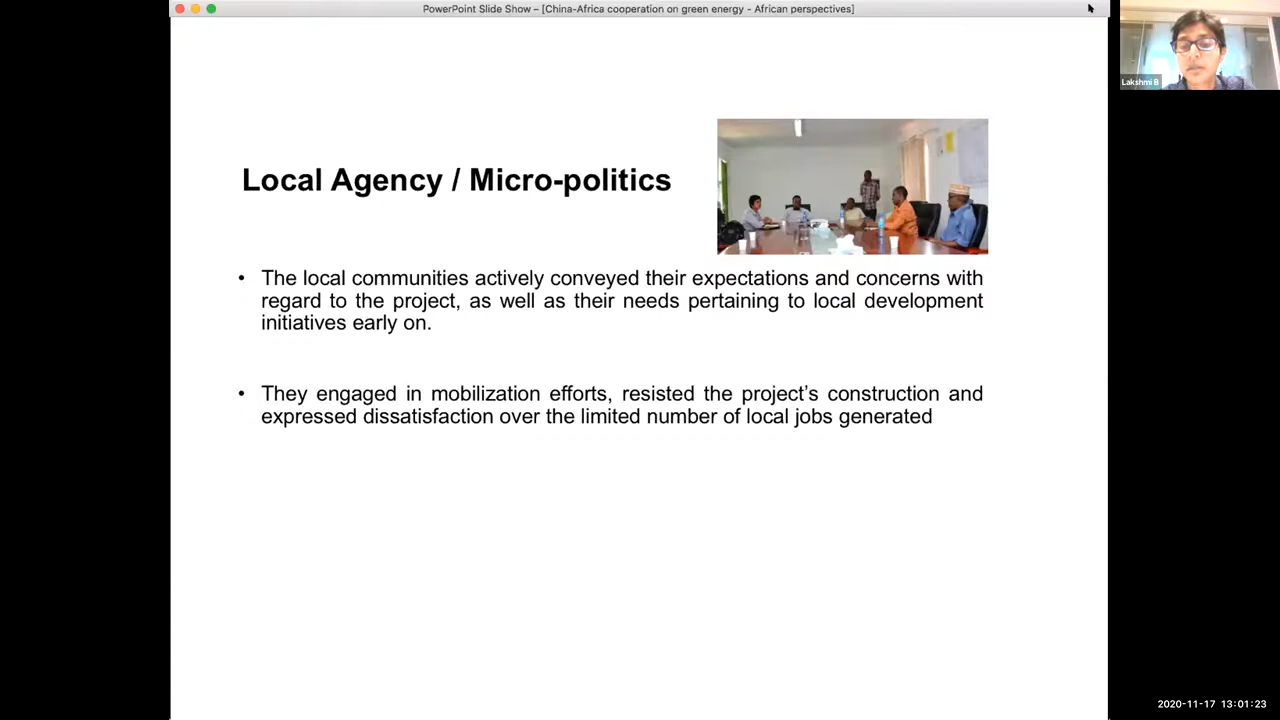 PowerPoint Slide Show – [China-Africa cooperation on green energy - African perspectives]
Lakshmi B
Local Agency / Micro-politics
• The local communities actively conveyed their expectations and concerns with
regard to the project, as well as their needs pertaining to local development
initiatives early on.
• They engaged in mobilization efforts, resisted the project’s construction and
expressed dissatisfaction over the limited number of local jobs generated
2020-11-17 13:01:23